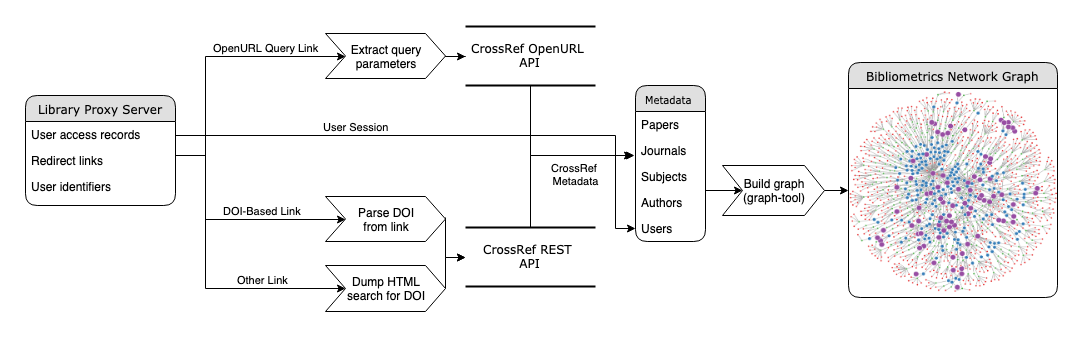 Library Proxy Server
User access records
Redirect links
User identifiers
OpenURL Query Link
Extract query
parameters
CrossRef OpenURL
API
User Session
CrossRef
Metadata
DOI-Based Link
Parse DOI
from link
Other Link
Dump HTML
search for DOI
CrossRef REST
API
Metadata
Papers
Journals
Subjects
Authors
Users
Build graph
(graph-tool)
Bibliometrics Network Graph